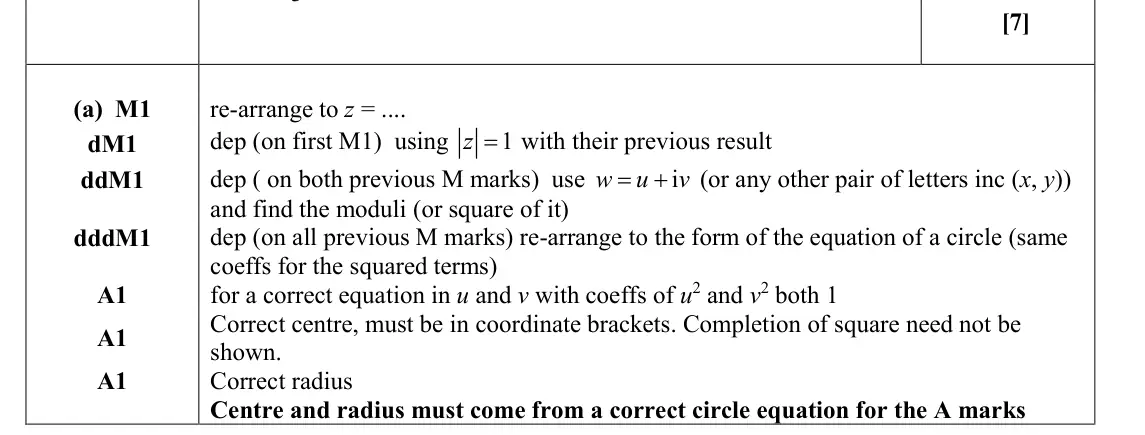 [7]
(a) M1 re-arrange to z = ....
dM1 dep (on first M1) using |z| = 1 with their previous result
ddM1 dep ( on both previous M marks) use w = u + iv (or any other pair of letters inc (x, y))
and find the moduli (or square of it)
dddM1 dep (on all previous M marks) re-arrange to the form of the equation of a circle (same
coeffs for the squared terms)
A1 for a correct equation in u and v with coeffs of u² and v² both 1
A1 Correct centre, must be in coordinate brackets. Completion of square need not be
shown.
A1 Correct radius
Centre and radius must come from a correct circle equation for the A marks